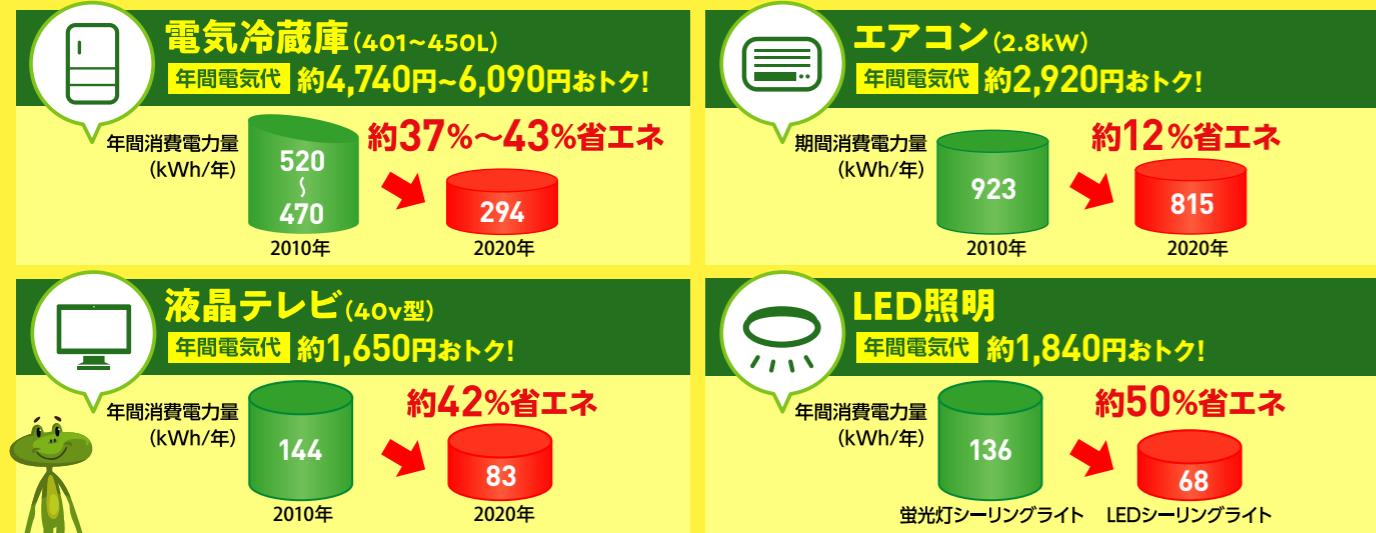 電気冷蔵庫(401~450L)
年間電気代 約4,740円~6,090円おトク!
年間消費電力量
(kWh/年)
520
~
470
2010年
約37%~43%省エネ
294
2020年
エアコン(2.8kW)
年間電気代 約2,920円おトク!
期間消費電力量
(kWh/年)
923
2010年
約12%省エネ
815
2020年
液晶テレビ(40v型)
年間電気代 約1,650円おトク!
年間消費電力量
(kWh/年)
144
2010年
約42%省エネ
83
2020年
LED照明
年間電気代 約1,840円おトク!
年間消費電力量
(kWh/年)
136
蛍光灯シーリングライト
約50%省エネ
68
LEDシーリングライト